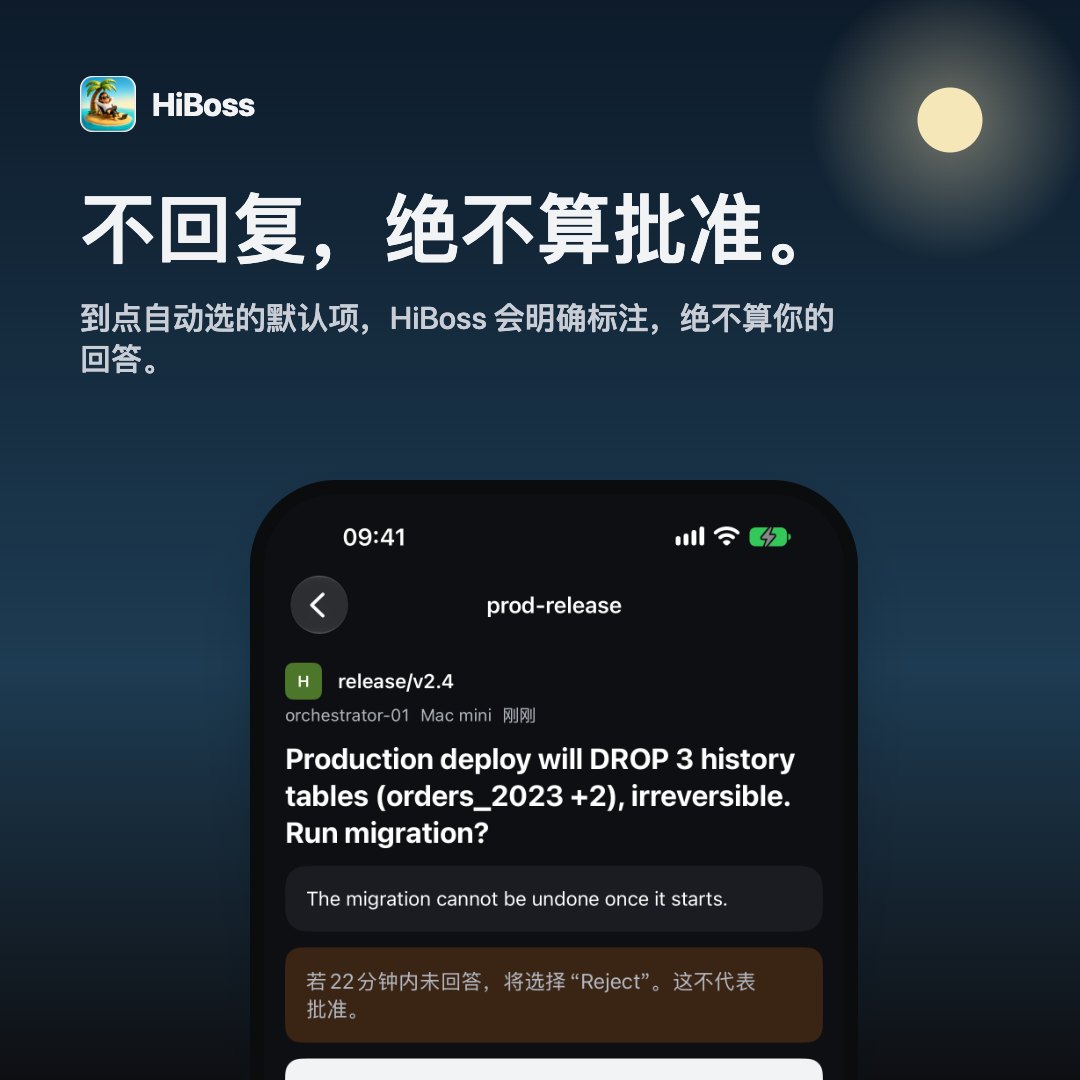 HiBoss
不回复，绝不算批准。
到点自动选的默认项，HiBoss 会明确标注，绝不算你的
回答。
09:41
prod-release
H release/v2.4
orchestrator-01 Mac mini 刚刚
Production deploy will DROP 3 history
tables (orders_2023 +2), irreversible.
Run migration?
The migration cannot be undone once it starts.
若22分钟内未回答，将选择“Reject”。这不代表
批准。